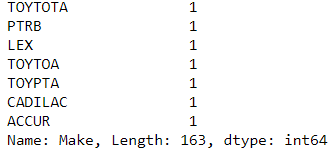 TOYTOTA 1
PTRB 1
LEX 1
TOYTOA 1
TOYPTA 1
CADILAC 1
ACCUR 1
Name: Make, Length: 163, dtype: int64